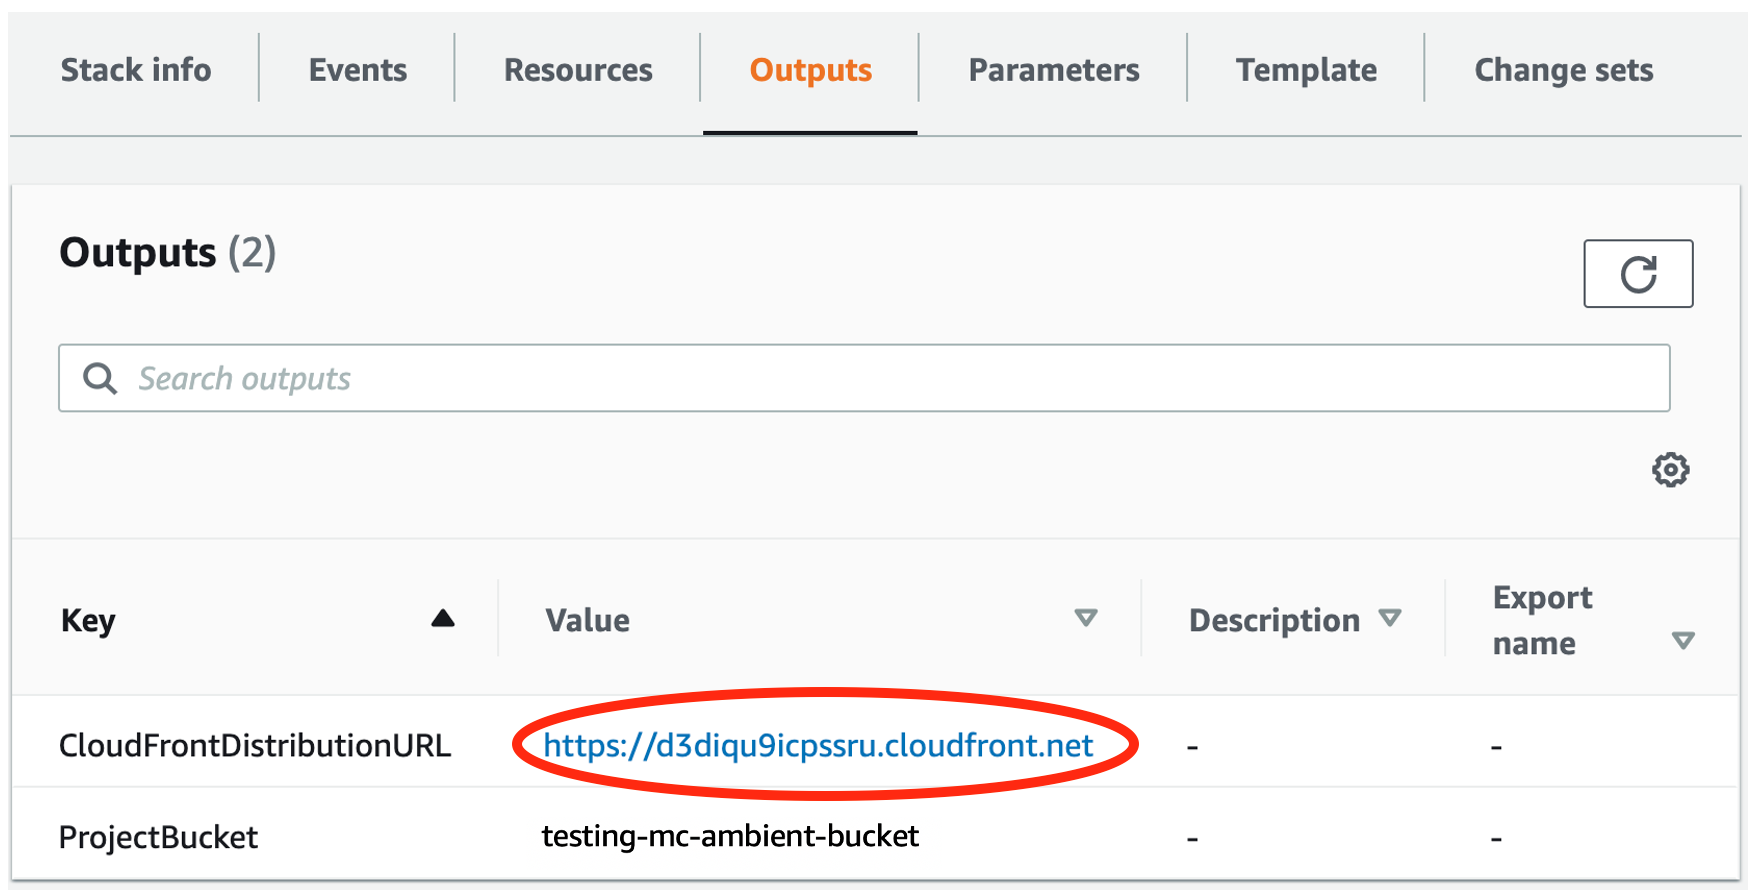 Stack info Events Resources Outputs Parameters Template Change sets
Outputs (2)
Search outputs
Key Value Description Export name
CloudFrontDistributionURL https://d3diqu9icpssru.cloudfront.net - -
ProjectBucket testing-mc-ambient-bucket - -